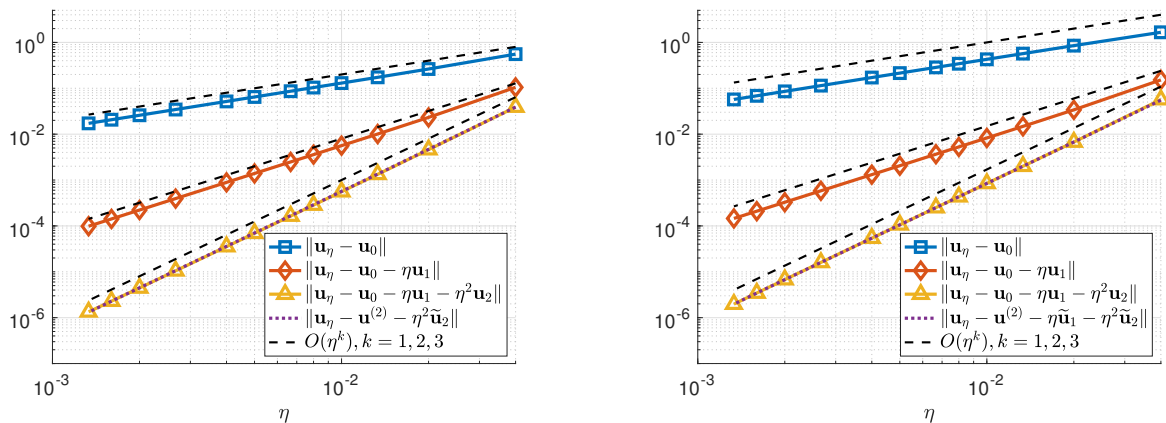 10^0
10^-2
10^-4
10^-6
10^-3
10^-2
η
‖u_η − u_0‖
‖u_η − u_0 − ηu_1‖
‖u_η − u_0 − ηu_1 − η^2u_2‖
‖u_η − u^(2) − η^2ũ_2‖
O(η^k), k = 1, 2, 3
10^0
10^-2
10^-4
10^-6
10^-3
10^-2
η
‖u_η − u_0‖
‖u_η − u_0 − ηu_1‖
‖u_η − u_0 − ηu_1 − η^2u_2‖
‖u_η − u^(2) − ηũ_1 − η^2ũ_2‖
O(η^k), k = 1, 2, 3